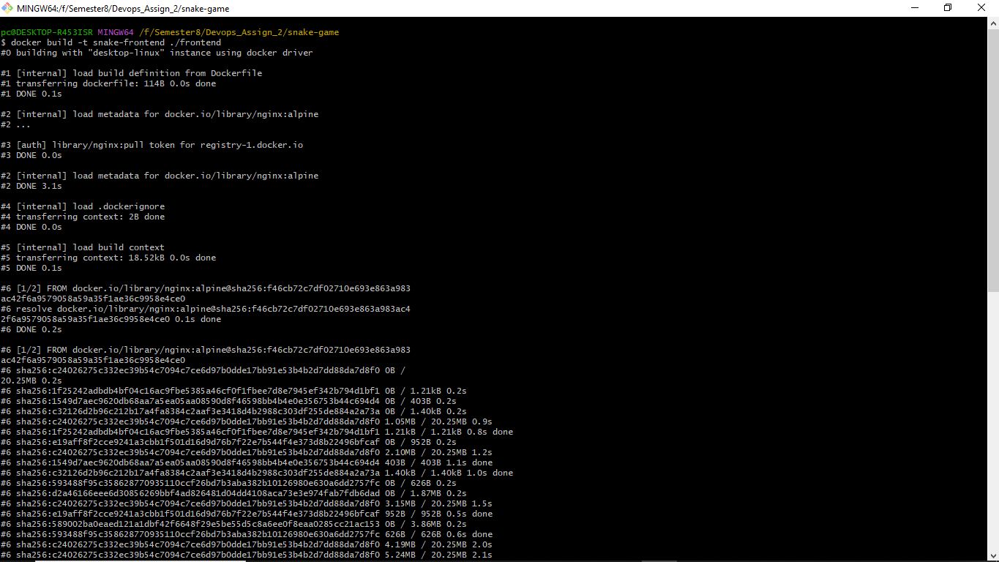 MINGW64:/f/Semester8/Devops_Assign_2/snake-game
pc@DESKTOP-R453ISR MINGW64 /f/Semester8/Devops_Assign_2/snake-game
$ docker build -t snake-frontend ./frontend
#0 building with "desktop-linux" instance using docker driver
#1 [internal] load build definition from Dockerfile
#1 transferring dockerfile: 114B 0.0s done
#1 DONE 0.1s
#2 [internal] load metadata for docker.io/library/nginx:alpine
#2 ...
#3 [auth] library/nginx:pull token for registry-1.docker.io
#3 DONE 0.0s
#2 [internal] load metadata for docker.io/library/nginx:alpine
#2 DONE 3.1s
#4 [internal] load .dockerignore
#4 transferring context: 2B done
#4 DONE 0.0s
#5 [internal] load build context
#5 transferring context: 18.52kB 0.0s done
#5 DONE 0.1s
#6 [1/2] FROM docker.io/library/nginx:alpine@sha256:f46cb72c7df02710e693e863a983
ac42f6a9579058a59a35f1ae36c9958e4ce0
#6 resolve docker.io/library/nginx:alpine@sha256:f46cb72c7df02710e693e863a983ac4
2f6a9579058a59a35f1ae36c9958e4ce0 0.1s done
#6 DONE 0.2s
#6 [1/2] FROM docker.io/library/nginx:alpine@sha256:f46cb72c7df02710e693e863a983
ac42f6a9579058a59a35f1ae36c9958e4ce0
#6 sha256:c24026275c332ec39b54c7094c7ce6d97b0dde17bb91e53b4b2d7dd88da7d8f0 0B /
20.25MB 0.2s
#6 sha256:1f25242adbdb4bf04c16ac9fbe5385a46cf0f1fbee7d8e7945ef342b794d1bf1 0B / 1.21kB 0.2s
#6 sha256:1549d7aec9620db68aa7a5ea05aa08590d8f46598bb4b4e0e356753b44c694d4 0B / 403B 0.2s
#6 sha256:c32126d2b96c212b17a4fa8384c2aaf3e3418d4b2988c303df255de884a2a73a 0B / 1.40kB 0.2s
#6 sha256:c24026275c332ec39b54c7094c7ce6d97b0dde17bb91e53b4b2d7dd88da7d8f0 1.05MB / 20.25MB 0.9s
#6 sha256:1f25242adbdb4bf04c16ac9fbe5385a46cf0f1fbee7d8e7945ef342b794d1bf1 1.21kB / 1.21kB 0.8s done
#6 sha256:e19aff8f2cce9241a3cbb1f501d16d9d76b7f22e7b544f4e373d8b22496bfcaf 0B / 952B 0.2s
#6 sha256:c24026275c332ec39b54c7094c7ce6d97b0dde17bb91e53b4b2d7dd88da7d8f0 2.10MB / 20.25MB 1.2s
#6 sha256:1549d7aec9620db68aa7a5ea05aa08590d8f46598bb4b4e0e356753b44c694d4 403B / 403B 1.1s done
#6 sha256:c32126d2b96c212b17a4fa8384c2aaf3e3418d4b2988c303df255de884a2a73a 1.40kB / 1.40kB 1.0s done
#6 sha256:593488f95c358628770935110ccf26bd7b3aba382b10126980e630a6dd2757fc 0B / 626B 0.2s
#6 sha256:d2a46166eee6d30856269bbf4ad826481d04dd4108aca73e3e974fab7fdb6dad 0B / 1.87MB 0.2s
#6 sha256:c24026275c332ec39b54c7094c7ce6d97b0dde17bb91e53b4b2d7dd88da7d8f0 3.15MB / 20.25MB 1.5s
#6 sha256:e19aff8f2cce9241a3cbb1f501d16d9d76b7f22e7b544f4e373d8b22496bfcaf 952B / 952B 0.5s done
#6 sha256:589002ba0eaed121a1dbf42f6648f29e5be55d5c8a6ee0f8eaa0285cc21ac153 0B / 3.86MB 0.2s
#6 sha256:593488f95c358628770935110ccf26bd7b3aba382b10126980e630a6dd2757fc 626B / 626B 0.6s done
#6 sha256:c24026275c332ec39b54c7094c7ce6d97b0dde17bb91e53b4b2d7dd88da7d8f0 4.19MB / 20.25MB 2.0s
#6 sha256:c24026275c332ec39b54c7094c7ce6d97b0dde17bb91e53b4b2d7dd88da7d8f0 5.24MB / 20.25MB 2.1s